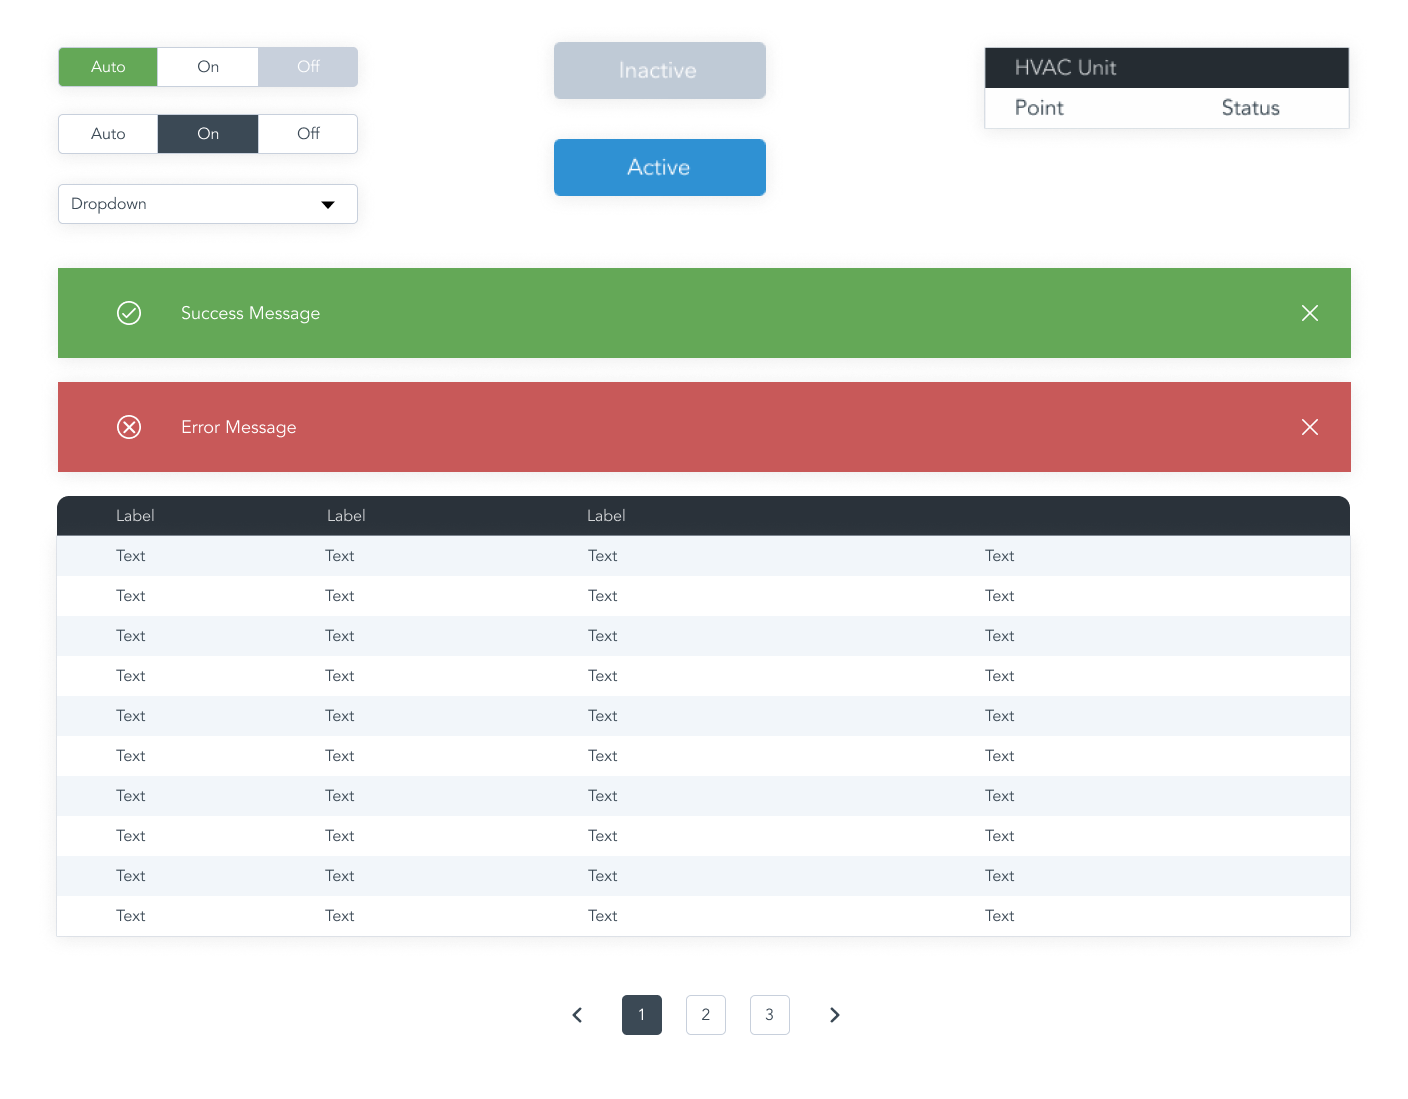 Auto On Off
Auto On Off
Dropdown
Inactive
Active
HVAC Unit
Point Status
Success Message
Error Message
Label Label Label
Text Text Text Text
Text Text Text Text
Text Text Text Text
Text Text Text Text
Text Text Text Text
Text Text Text Text
Text Text Text Text
Text Text Text Text
Text Text Text Text
Text Text Text Text
1 2 3